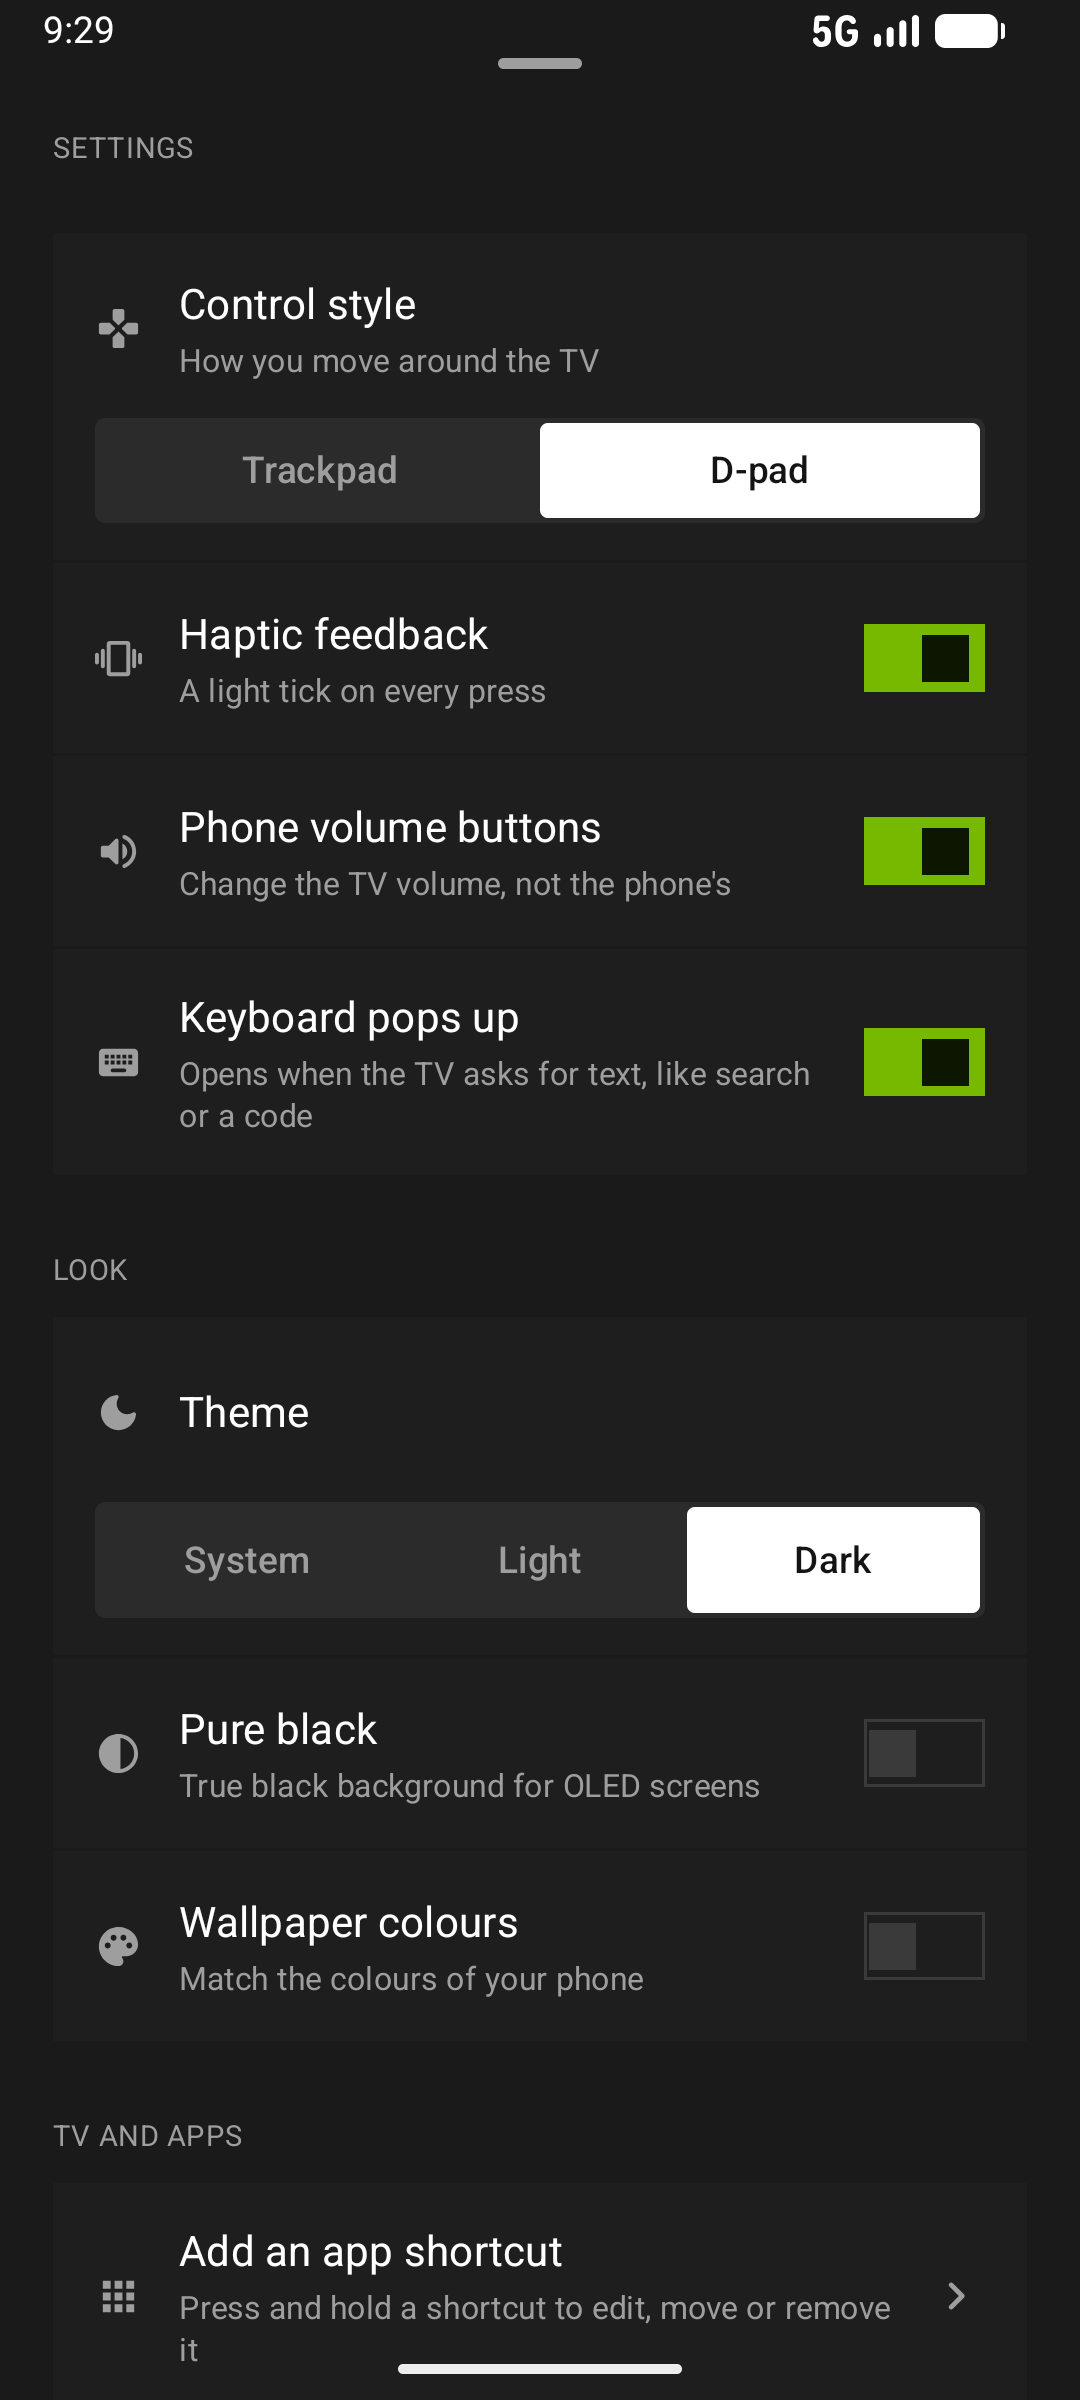 9:29
5G
SETTINGS
Control style
How you move around the TV
Trackpad
D-pad
Haptic feedback
A light tick on every press
Phone volume buttons
Change the TV volume, not the phone's
Keyboard pops up
Opens when the TV asks for text, like search
or a code
LOOK
Theme
System
Light
Dark
Pure black
True black background for OLED screens
Wallpaper colours
Match the colours of your phone
TV AND APPS
Add an app shortcut
Press and hold a shortcut to edit, move or remove
it